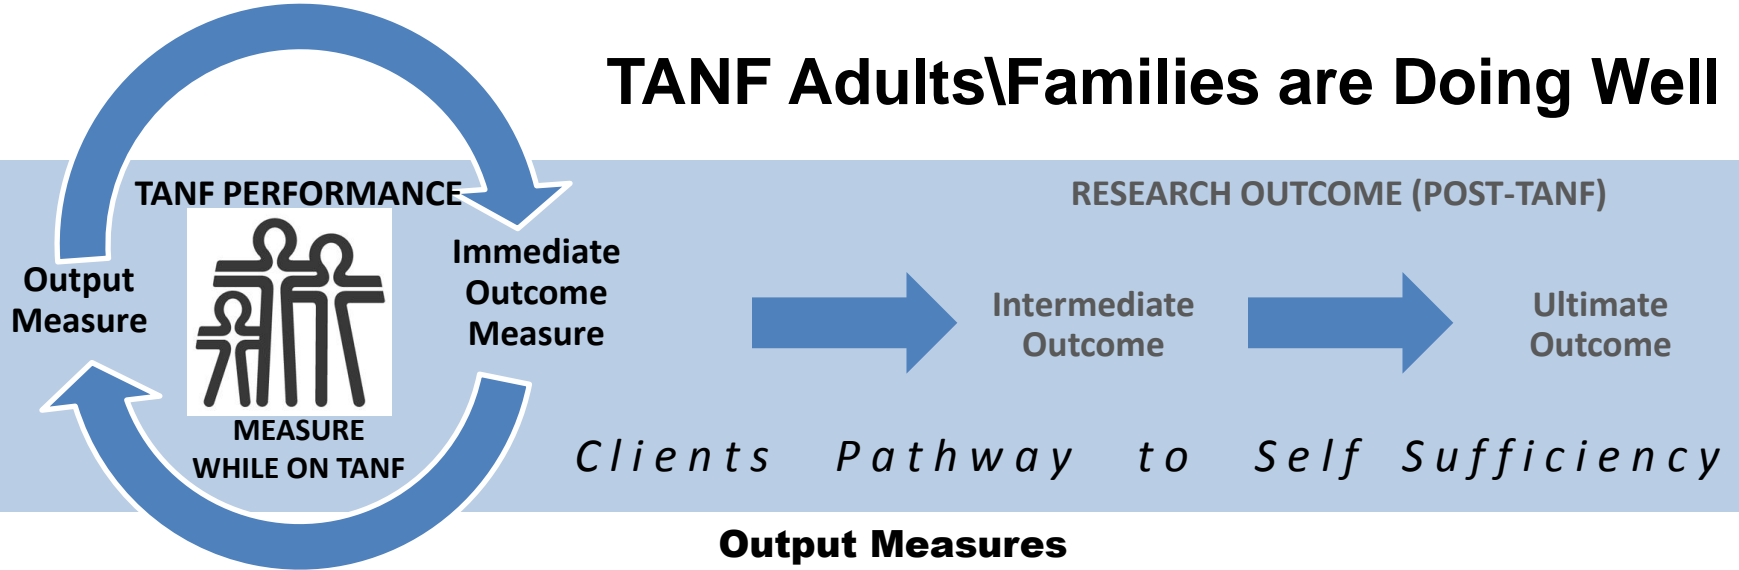 TANF Adults\Families are Doing Well
TANF PERFORMANCE
RESEARCH OUTCOME (POST-TANF)
Output
Measure
Immediate
Outcome
Measure
Intermediate
Outcome
Ultimate
Outcome
MEASURE
WHILE ON TANF
Clients Pathway to Self Sufficiency
Output Measures